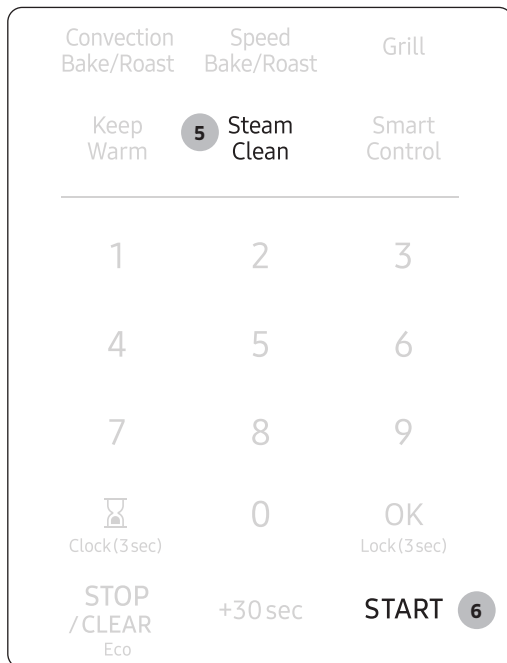 Convection Speed Grill
Bake/Roast Bake/Roast
Keep 5 Steam Smart
Warm Clean Control
1 2 3
4 5 6
7 8 9
0 OK
Clock(3 sec) Lock(3 sec)
STOP
/CLEAR +30 sec START 6
Eco